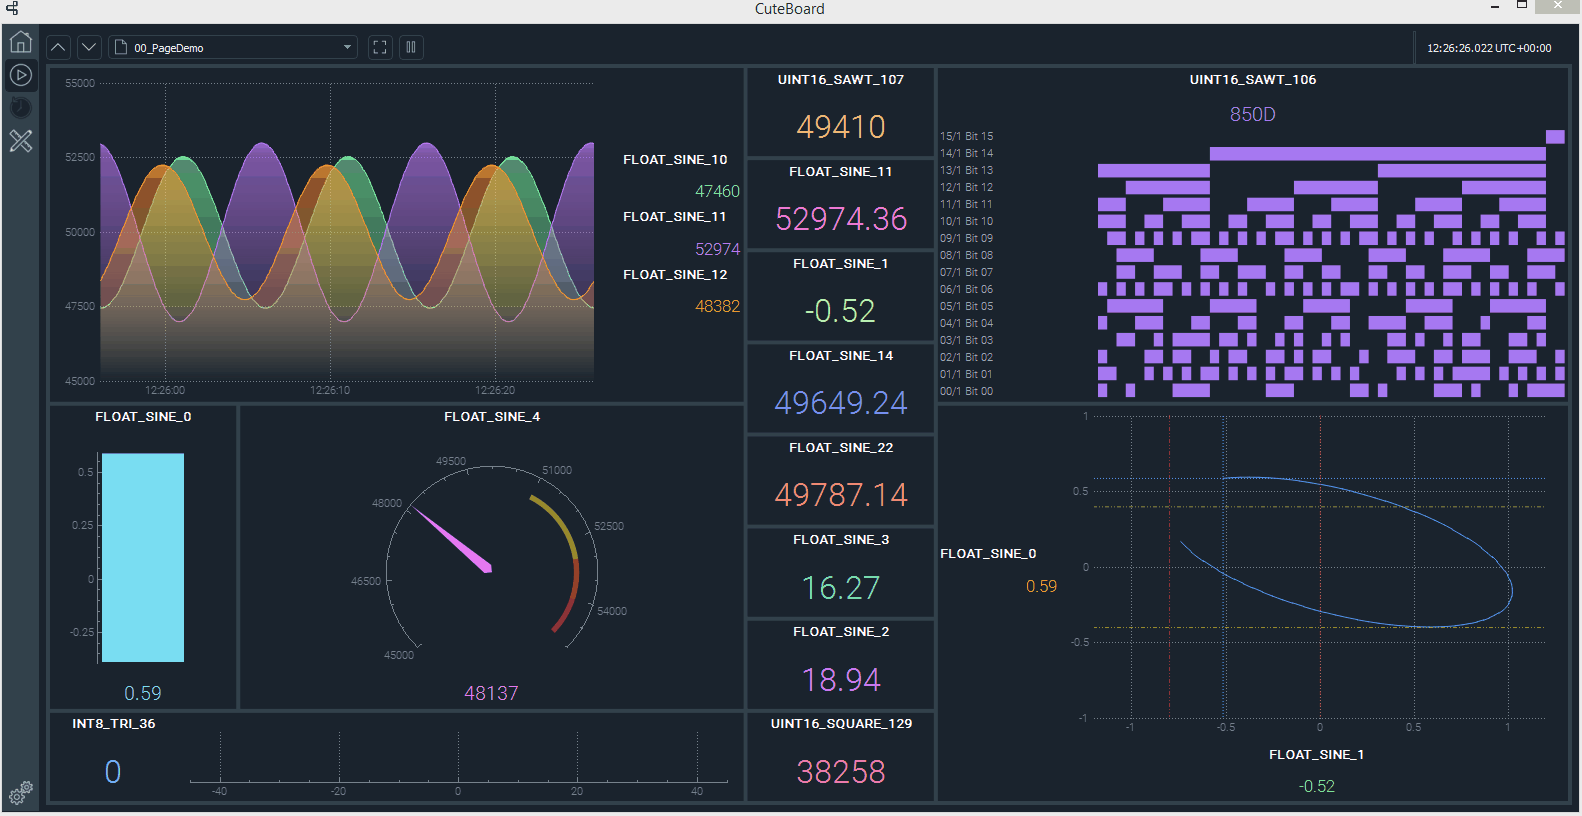 CuteBoard
00_PageDemo
12:26:26.022 UTC+00:00
55000
52500
50000
47500
45000
12:26:00
12:26:10
12:26:20
FLOAT_SINE_10
47460
FLOAT_SINE_11
52974
FLOAT_SINE_12
48382
UINT16_SAWT_107
49410
FLOAT_SINE_11
52974.36
FLOAT_SINE_1
-0.52
FLOAT_SINE_14
49649.24
FLOAT_SINE_22
49787.14
FLOAT_SINE_3
16.27
FLOAT_SINE_2
18.94
UINT16_SQUARE_129
38258
UINT16_SAWT_106
850D
15/1 Bit 15
14/1 Bit 14
13/1 Bit 13
12/1 Bit 12
11/1 Bit 11
10/1 Bit 10
09/1 Bit 09
08/1 Bit 08
07/1 Bit 07
06/1 Bit 06
05/1 Bit 05
04/1 Bit 04
03/1 Bit 03
02/1 Bit 02
01/1 Bit 01
00/1 Bit 00
FLOAT_SINE_0
0.5
0.25
0
-0.25
0.59
FLOAT_SINE_4
45000
46500
48000
49500
51000
52500
54000
48137
FLOAT_SINE_0
0.59
1
0.5
0
-0.5
-1
-1
-0.5
0
0.5
1
FLOAT_SINE_1
-0.52
INT8_TRI_36
0
-40
-20
0
20
40